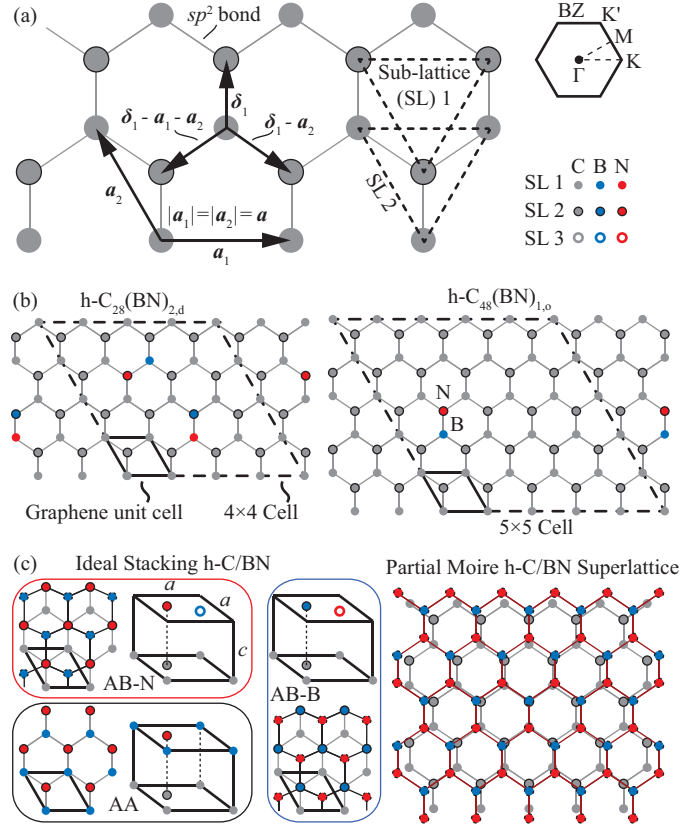 (a)
sp² bond
BZ
K'
M
K
Γ
Sub-lattice
(SL) 1
δ₁
δ₁ - a₁ - a₂
δ₁ - a₂
SL 2
a₂
|a₁|=|a₂|= a
a₁
C B N
SL 1
SL 2
SL 3
(b)
h-C₂₈(BN)₂,d
h-C₄₈(BN)₁,o
N
B
Graphene unit cell
4×4 Cell
5×5 Cell
(c)
Ideal Stacking h-C/BN
Partial Moire h-C/BN Superlattice
a
a
c
AB-N
AB-B
AA